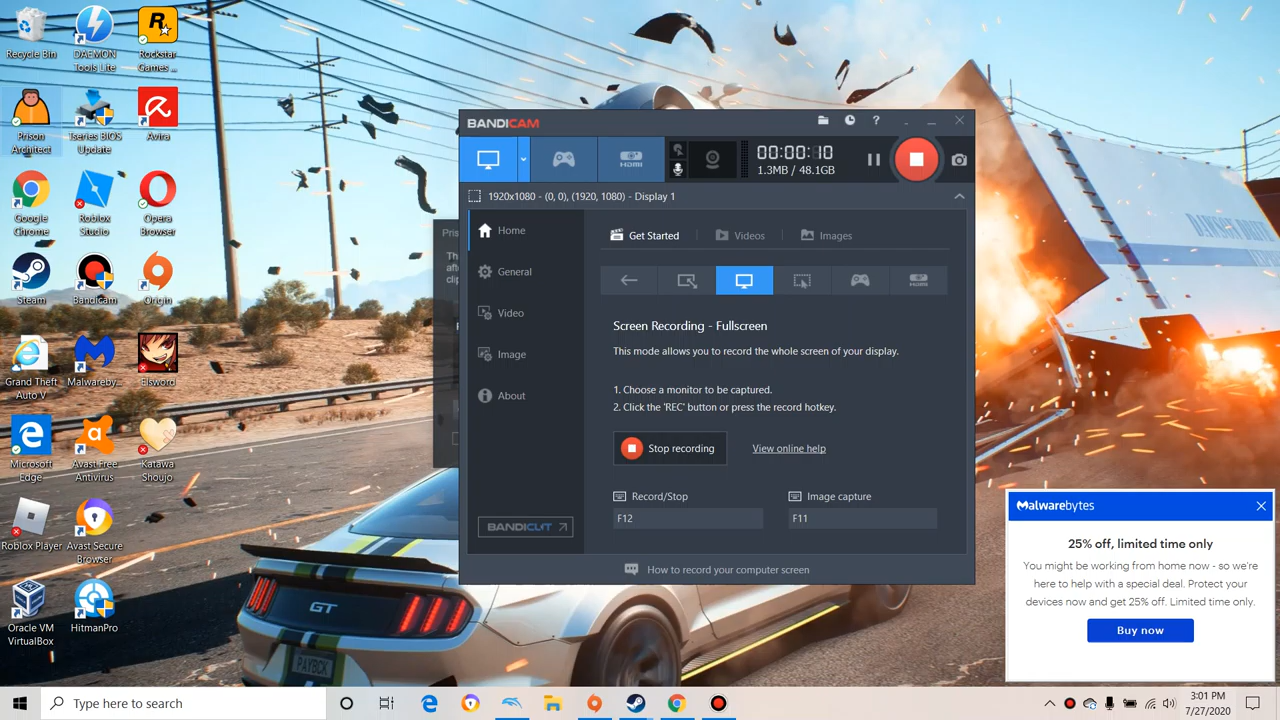 Recycle Bin
DAEMON
Tools Lite
Rockstar
Games ...
Prison
Architect
Tseries BIOS
Update
Avira
Google
Chrome
Roblox
Studio
Opera
Browser
Steam
Bandicam
Origin
Grand Theft
Auto V
Malwareby...
Elsword
Microsoft
Edge
Avast Free
Antivirus
Katawa
Shoujo
Roblox Player
Avast Secure
Browser
Oracle VM
VirtualBox
HitmanPro
BANDICAM
?
HDMI
00:00:10
1.3MB / 48.1GB
1920x1080 - (0, 0), (1920, 1080) - Display 1
Home
General
Video
Image
About
BANDICUT
Get Started
Videos
Images
HDMI
Screen Recording - Fullscreen
This mode allows you to record the whole screen of your display.
1. Choose a monitor to be captured.
2. Click the 'REC' button or press the record hotkey.
Stop recording
View online help
Record/Stop
Image capture
F12
F11
How to record your computer screen
GT
PAYBCK
Malwarebytes
25% off, limited time only
You might be working from home now - so we're
here to help with a special deal. Protect your
devices now and get 25% off. Limited time only.
Buy now
Type here to search
3:01 PM
7/27/2020